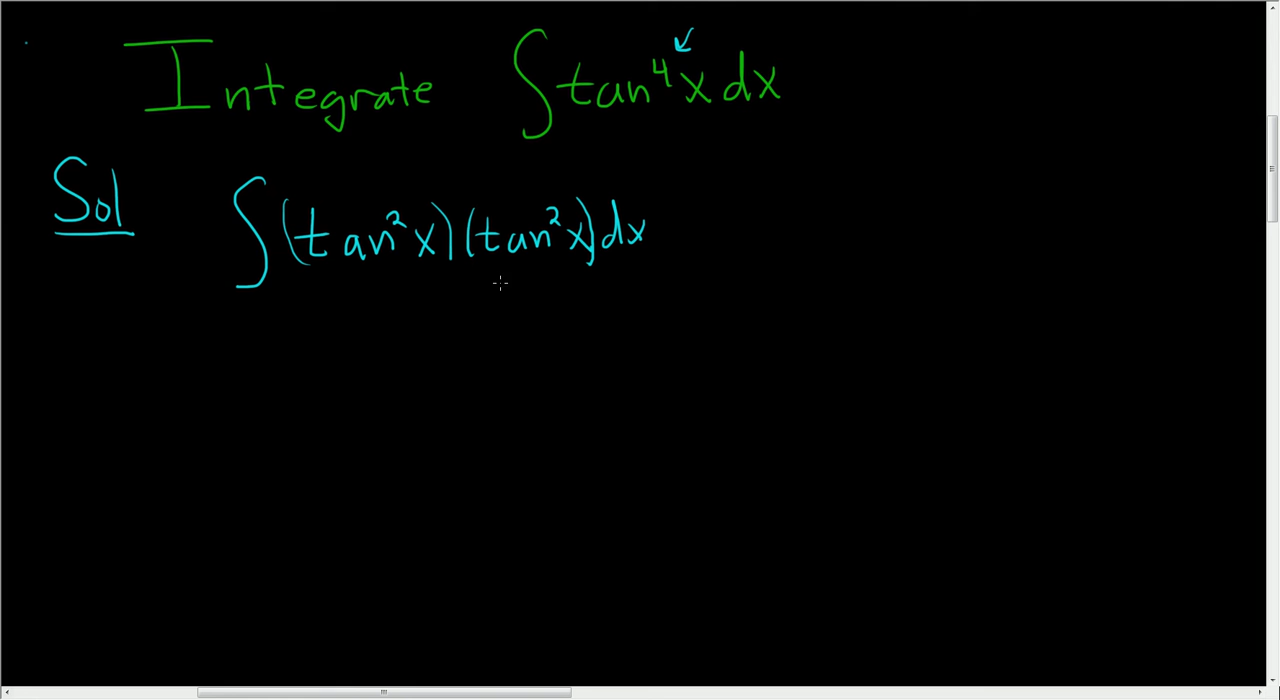 Integrate ∫tan⁴x dx
Sol ∫(tan²x)(tan²x)dx